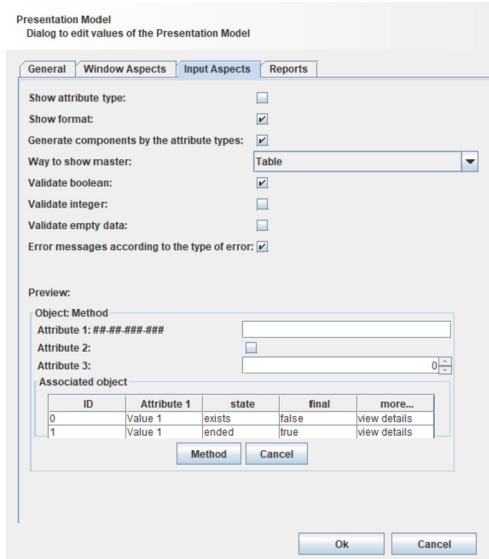 Presentation Model
Dialog to edit values of the Presentation Model
General Window Aspects Input Aspects Reports
Show attribute type:
Show format:
Generate components by the attribute types:
Way to show master: Table
Validate boolean:
Validate integer:
Validate empty data:
Error messages according to the type of error:
Preview:
Object: Method
Attribute 1: ##-##-###-###
Attribute 2:
Attribute 3: 0
Associated object
ID Attribute 1 state final more...
0 Value 1 exists false view details
1 Value 1 ended true view details
Method Cancel
Ok Cancel